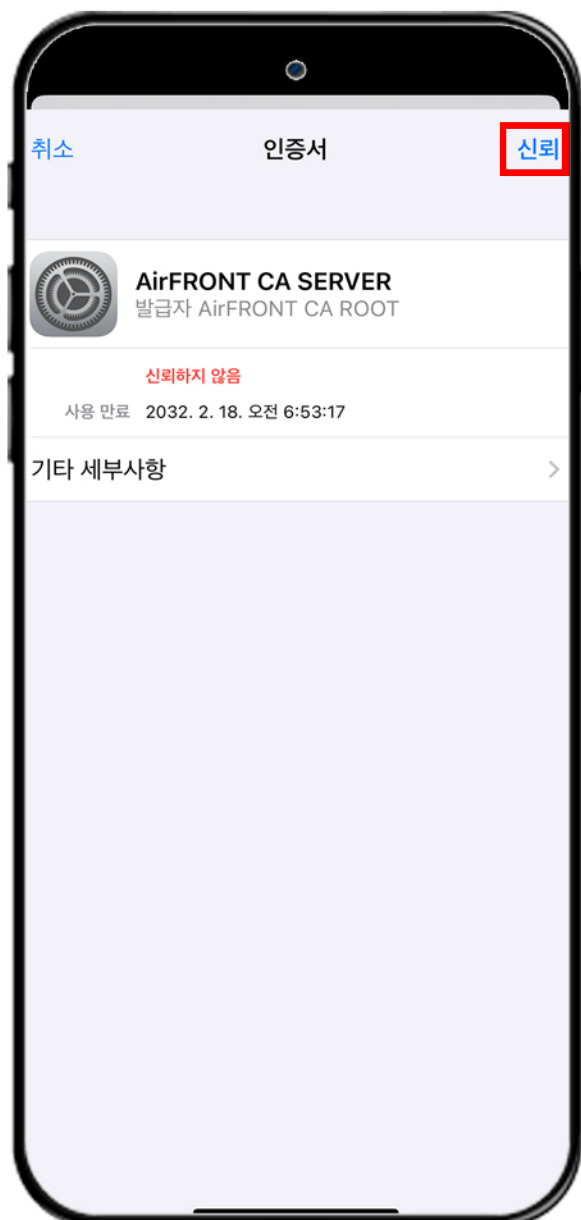 취소 인증서 신뢰
AirFRONT CA SERVER
발급자 AirFRONT CA ROOT
신뢰하지 않음
사용 만료 2032. 2. 18. 오전 6:53:17
기타 세부사항